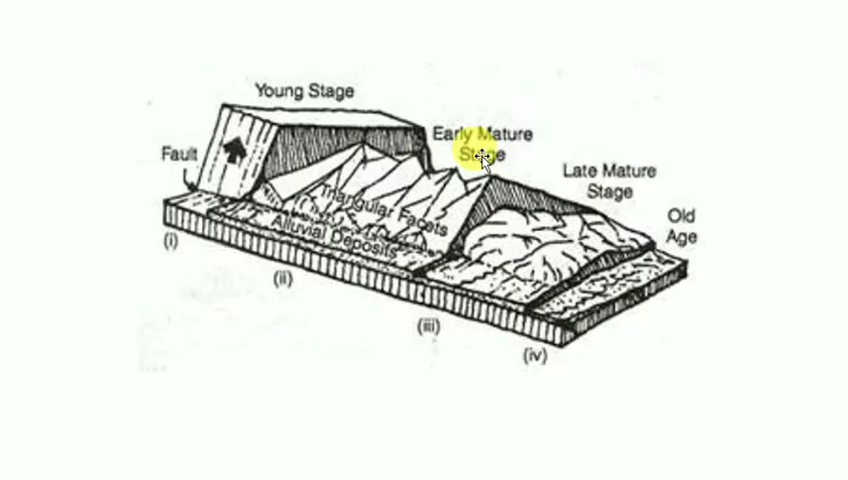 Young Stage
Early Mature
Stage
Late Mature
Stage
Old
Age
Fault
Triangular Facets
Alluvial Deposits
(i)
(ii)
(iii)
(iv)